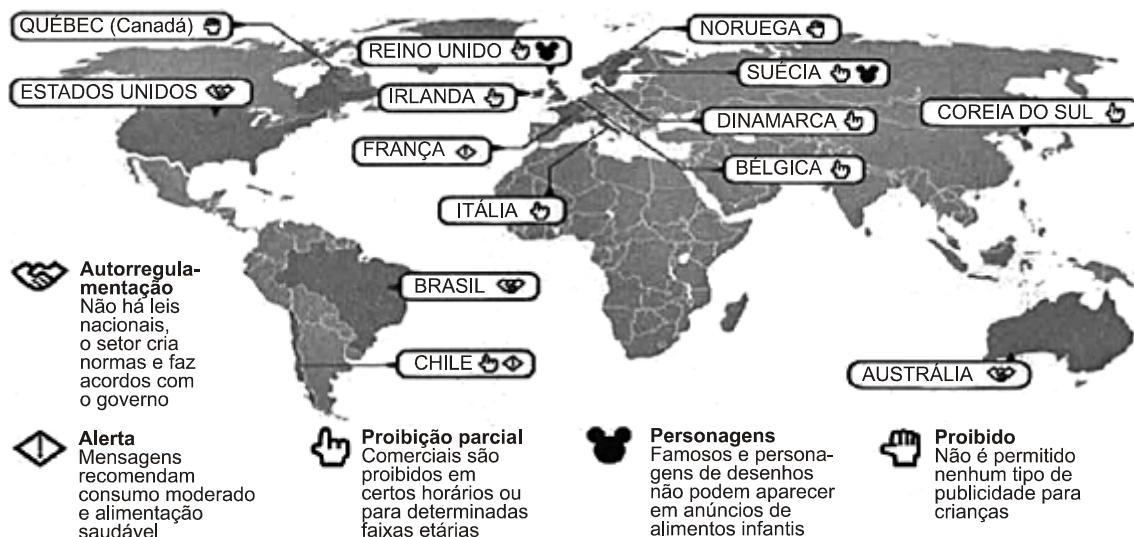 QUÉBEC (Canadá)
REINO UNIDO
NORUEGA
ESTADOS UNIDOS
IRLANDA
SUÉCIA
FRANÇA
DINAMARCA
COREIA DO SUL
BÉLGICA
ITÁLIA
BRASIL
CHILE
AUSTRÁLIA
Autorregula-
mentação
Não há leis
nacionais,
o setor cria
normas e faz
acordos com
o governo
Alerta
Mensagens
recomendam
consumo moderado
e alimentação
saudável
Proibição parcial
Comerciais são
proibidos em
certos horários ou
para determinadas
faixas etárias
Personagens
Famosos e persona-
gens de desenhos
não podem aparecer
em anúncios de
alimentos infantis
Proibido
Não é permitido
nenhum tipo de
publicidade para
crianças